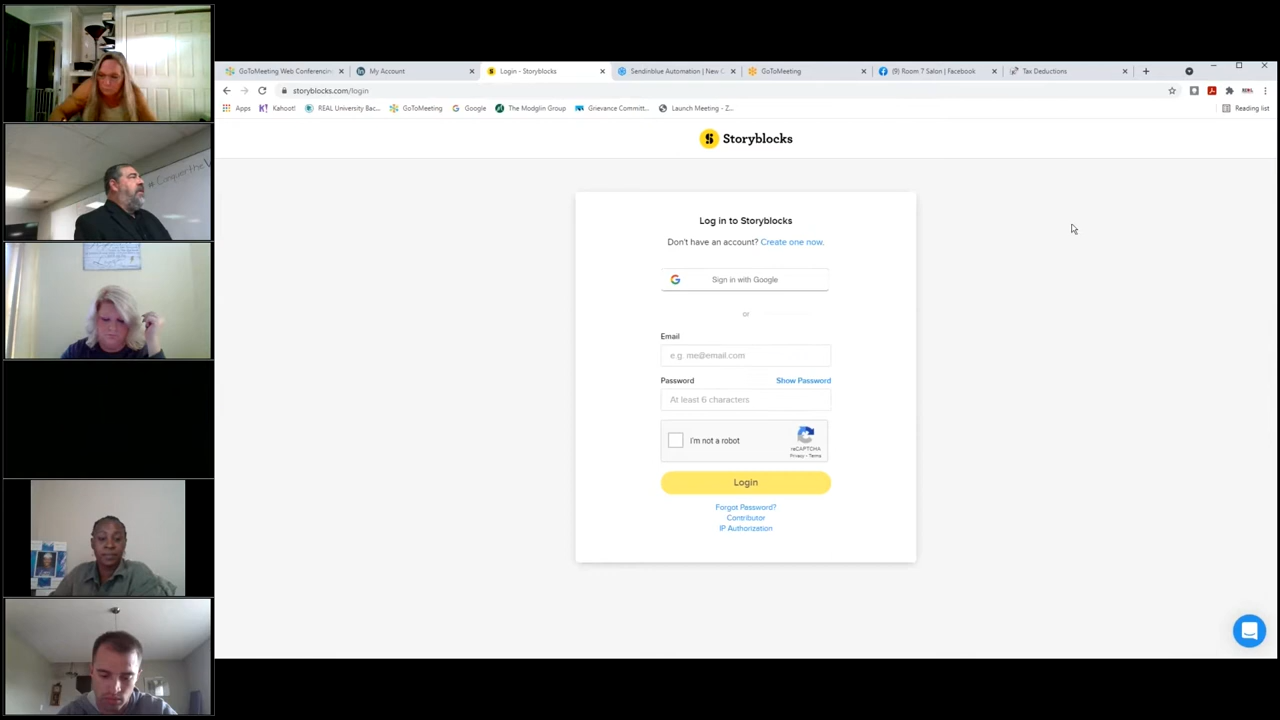 GoToMeeting Web Conferencin
My Account
Login - Storyblocks
Sendinblue Automation | New C
GoToMeeting
(9) Room 7 Salon | Facebook
Tax Deductions
storyblocks.com/login
Apps
Kahoot!
REAL University Bac...
GoToMeeting
Google
The Modglin Group
Grievance Committ...
Launch Meeting - Z...
Reading list
Storyblocks
Log in to Storyblocks
Don't have an account? Create one now.
Sign in with Google
or
Email
e.g. me@email.com
Password
Show Password
At least 6 characters
I'm not a robot
reCAPTCHA
Privacy - Terms
Login
Forgot Password?
Contributor
IP Authorization